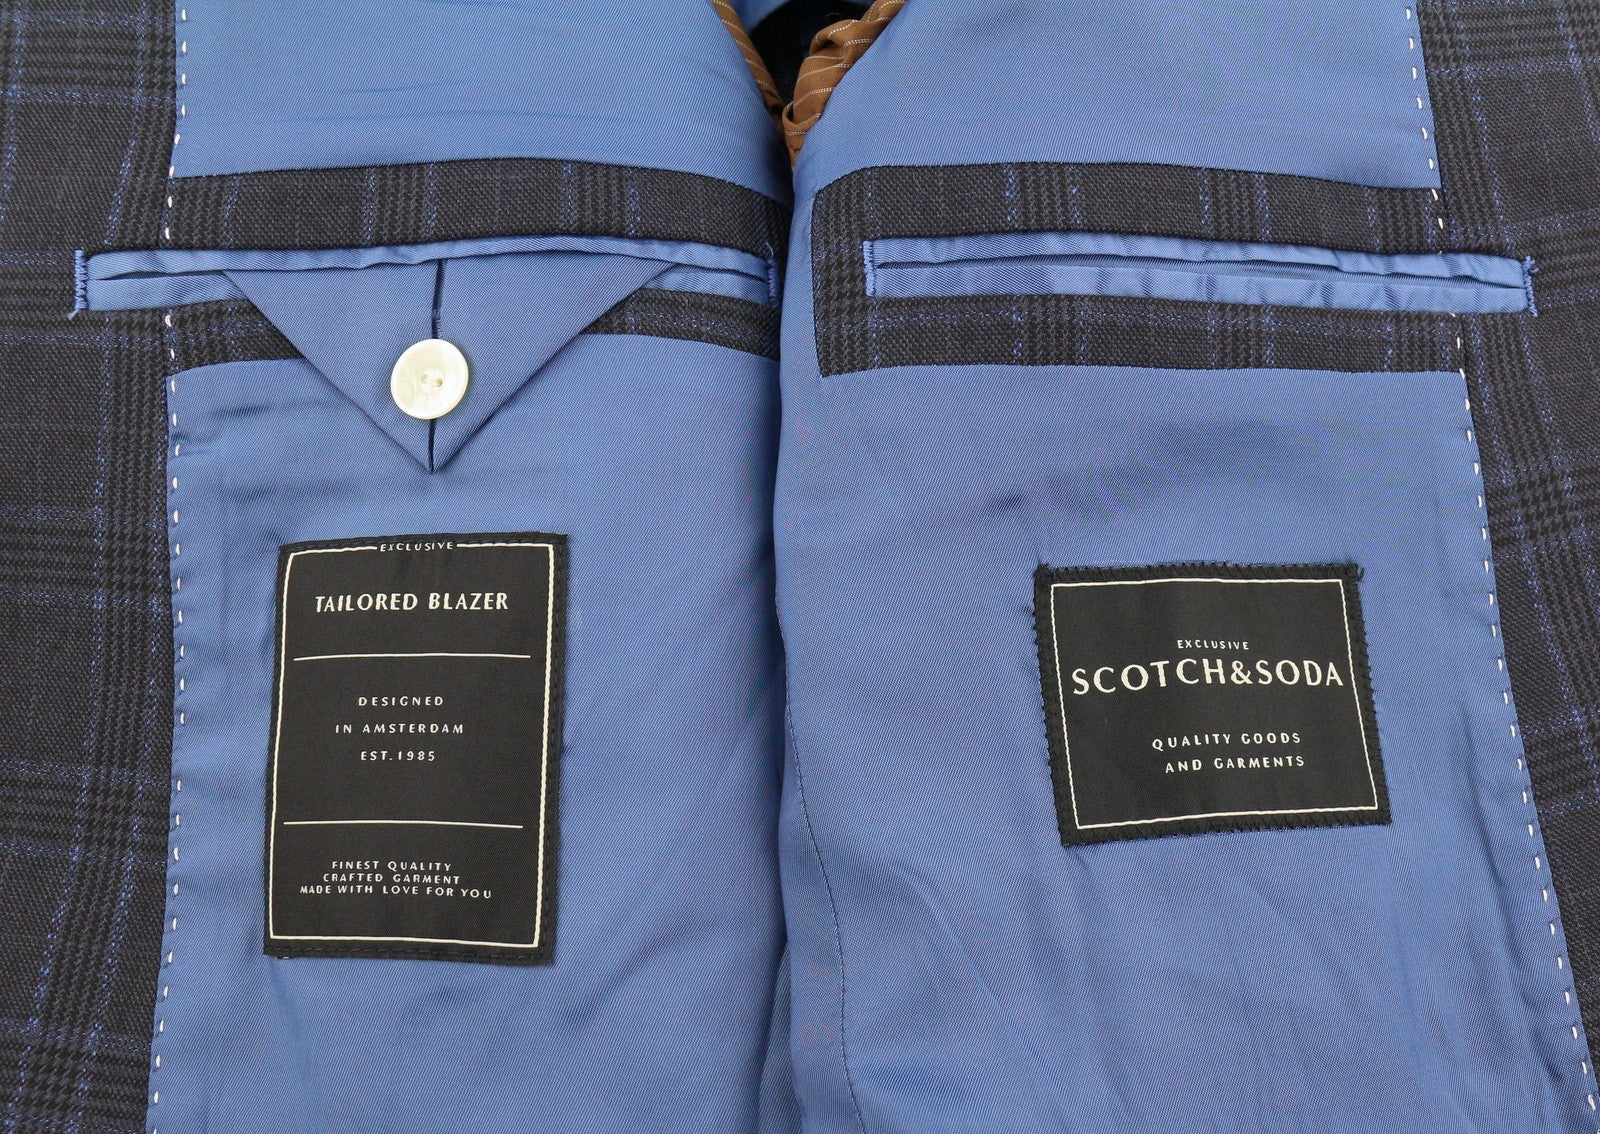 EXCLUSIVE
TAILORED BLAZER
DESIGNED
IN AMSTERDAM
EST. 1985
FINEST QUALITY
CRAFTED GARMENT
MADE WITH LOVE FOR YOU
EXCLUSIVE
SCOTCH&SODA
QUALITY GOODS
AND GARMENTS